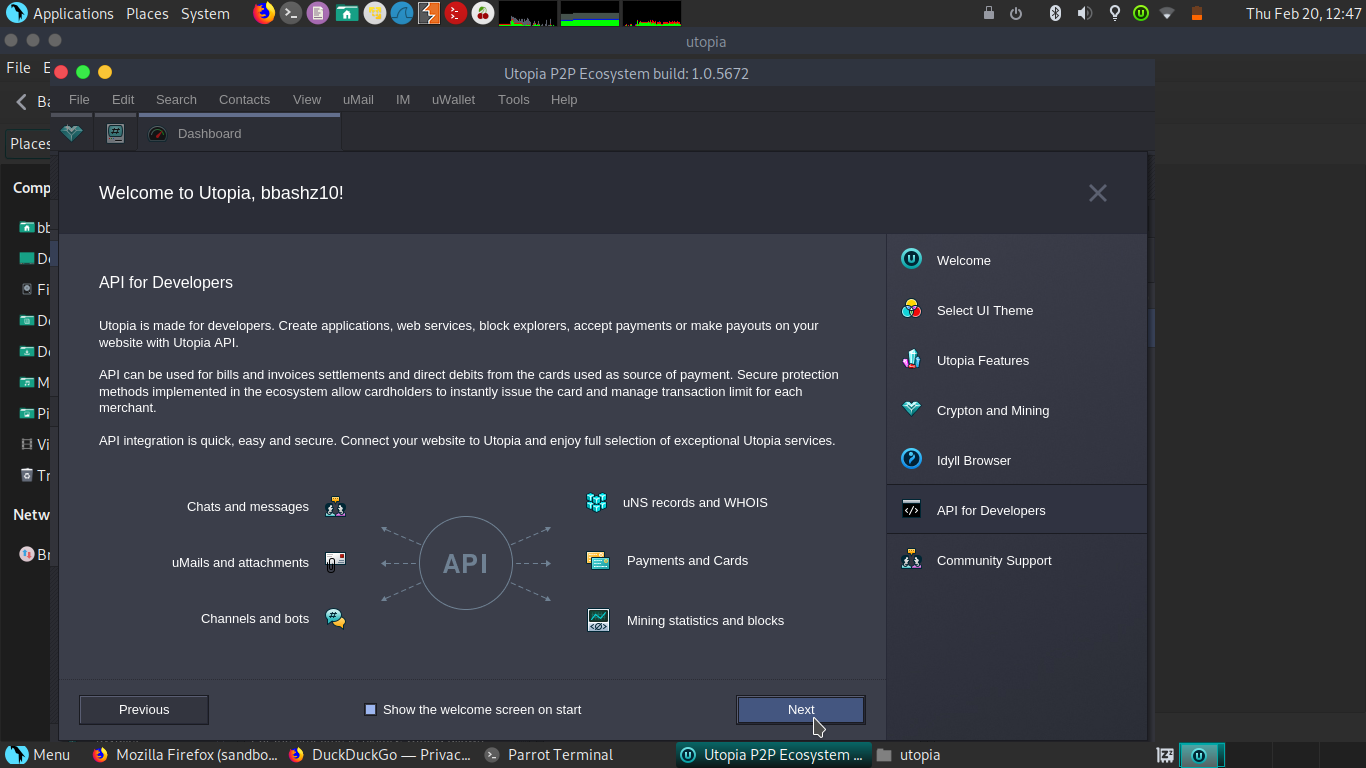 Applications Places System
Thu Feb 20, 12:47
utopia
File E
Utopia P2P Ecosystem build: 1.0.5672
Ba
File Edit Search Contacts View uMail IM uWallet Tools Help
Dashboard
Places
Comp
bb
De
Fi
Do
Do
M
Pi
Vi
Tr
Netw
Br
Welcome to Utopia, bbashz10!
API for Developers
Utopia is made for developers. Create applications, web services, block explorers, accept payments or make payouts on your
website with Utopia API.
API can be used for bills and invoices settlements and direct debits from the cards used as source of payment. Secure protection
methods implemented in the ecosystem allow cardholders to instantly issue the card and manage transaction limit for each
merchant.
API integration is quick, easy and secure. Connect your website to Utopia and enjoy full selection of exceptional Utopia services.
Chats and messages
uMails and attachments
Channels and bots
API
uNS records and WHOIS
Payments and Cards
Mining statistics and blocks
Welcome
Select UI Theme
Utopia Features
Crypton and Mining
Idyll Browser
API for Developers
Community Support
Previous
Show the welcome screen on start
Next
Menu
Mozilla Firefox (sandbo...
DuckDuckGo — Privac...
Parrot Terminal
Utopia P2P Ecosystem ...
utopia